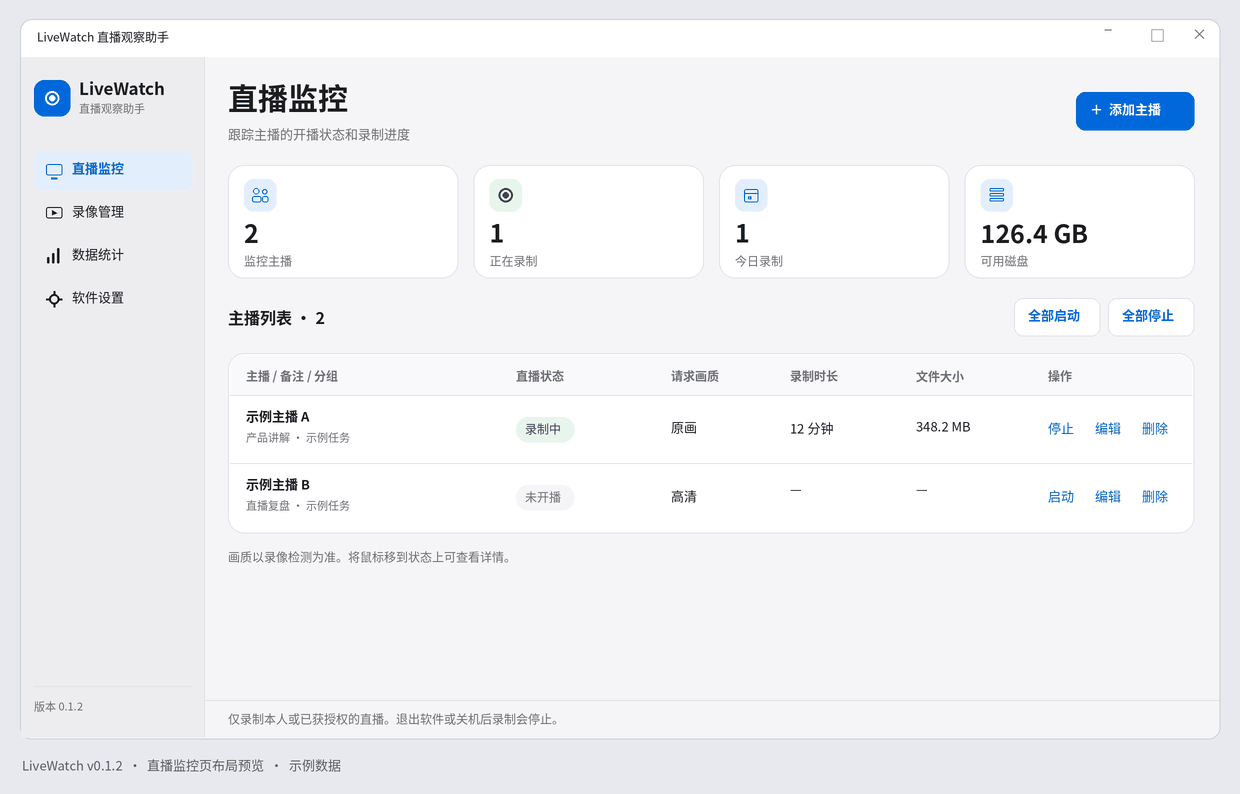 LiveWatch 直播观察助手
LiveWatch
直播观察助手
直播监控
录像管理
数据统计
软件设置
版本 0.1.2
直播监控
跟踪主播的开播状态和录制进度
+ 添加主播
2
监控主播
1
正在录制
1
今日录制
126.4 GB
可用磁盘
主播列表 · 2
全部启动
全部停止
主播 / 备注 / 分组 直播状态 请求画质 录制时长 文件大小 操作
示例主播 A
产品讲解 · 示例任务
录制中 原画 12 分钟 348.2 MB 停止 编辑 删除
示例主播 B
直播复盘 · 示例任务
未开播 高清 — — 启动 编辑 删除
画质以录像检测为准。将鼠标移到状态上可查看详情。
仅录制本人或已获授权的直播。退出软件或关机后录制会停止。
LiveWatch v0.1.2 · 直播监控页布局预览 · 示例数据